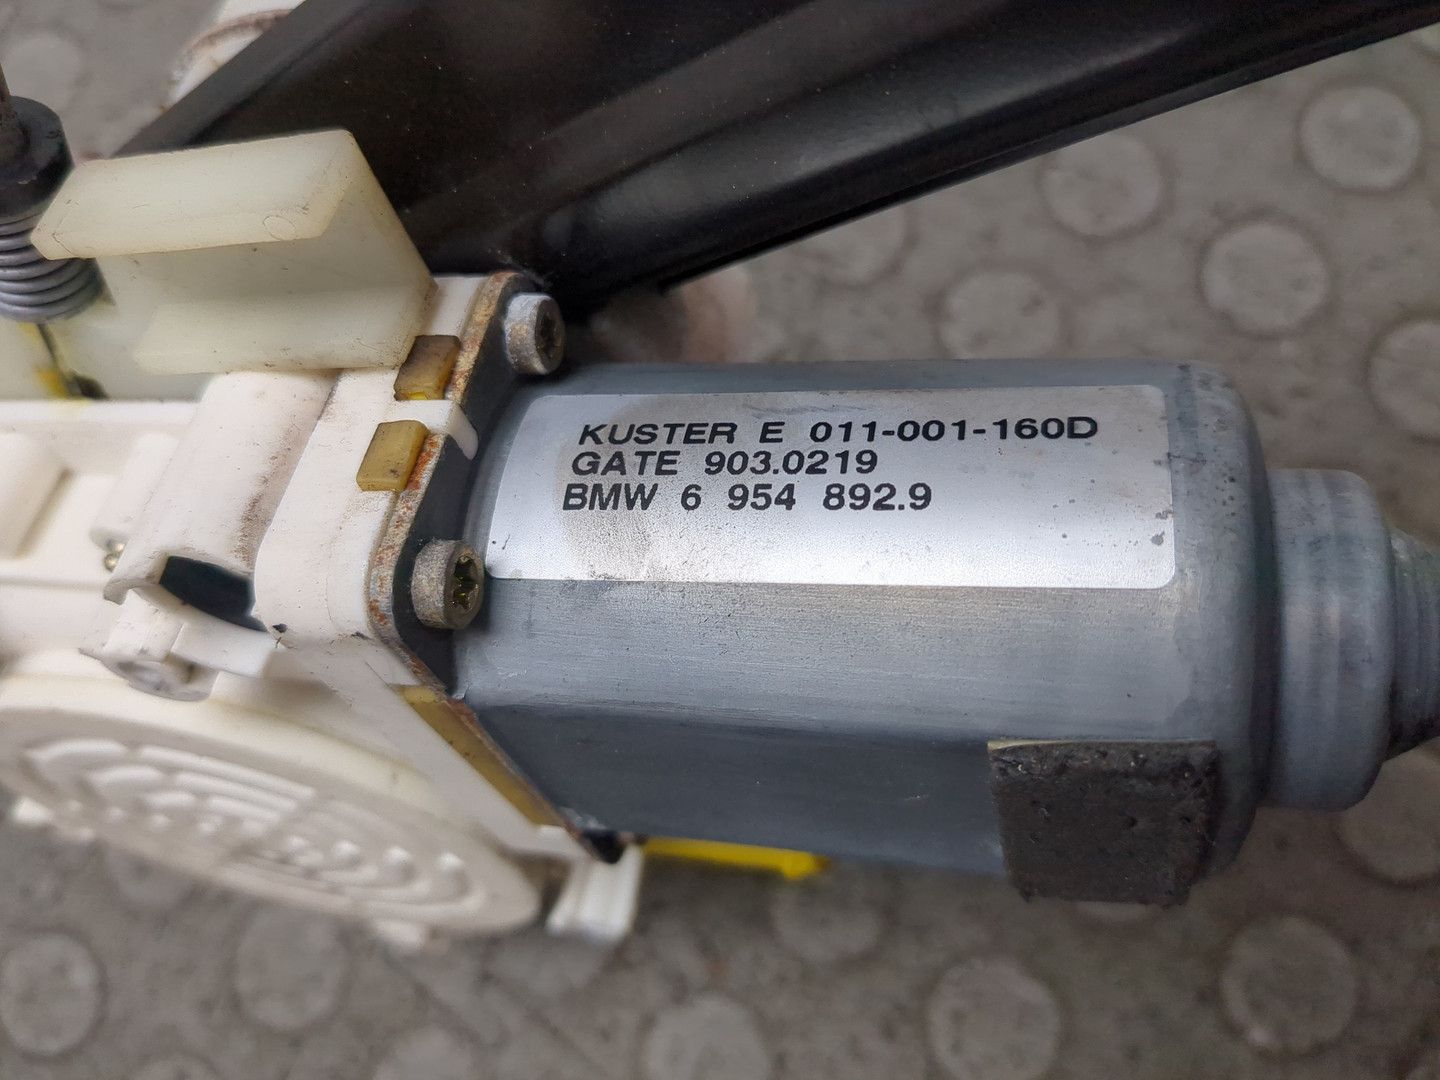 KUSTER E 011-001-160D
GATE 903.0219
BMW 6 954 892.9